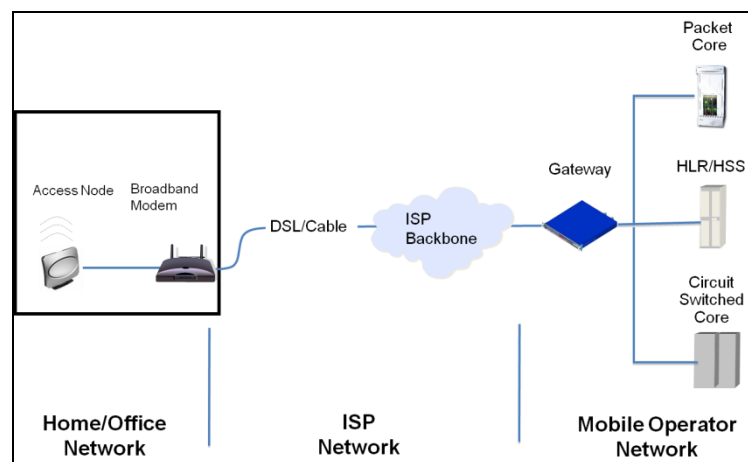 Packet
Core
HLR/HSS
Gateway
Access Node
Broadband
Modem
DSL/Cable
ISP
Backbone
Circuit
Switched
Core
Home/Office
Network
ISP
Network
Mobile Operator
Network